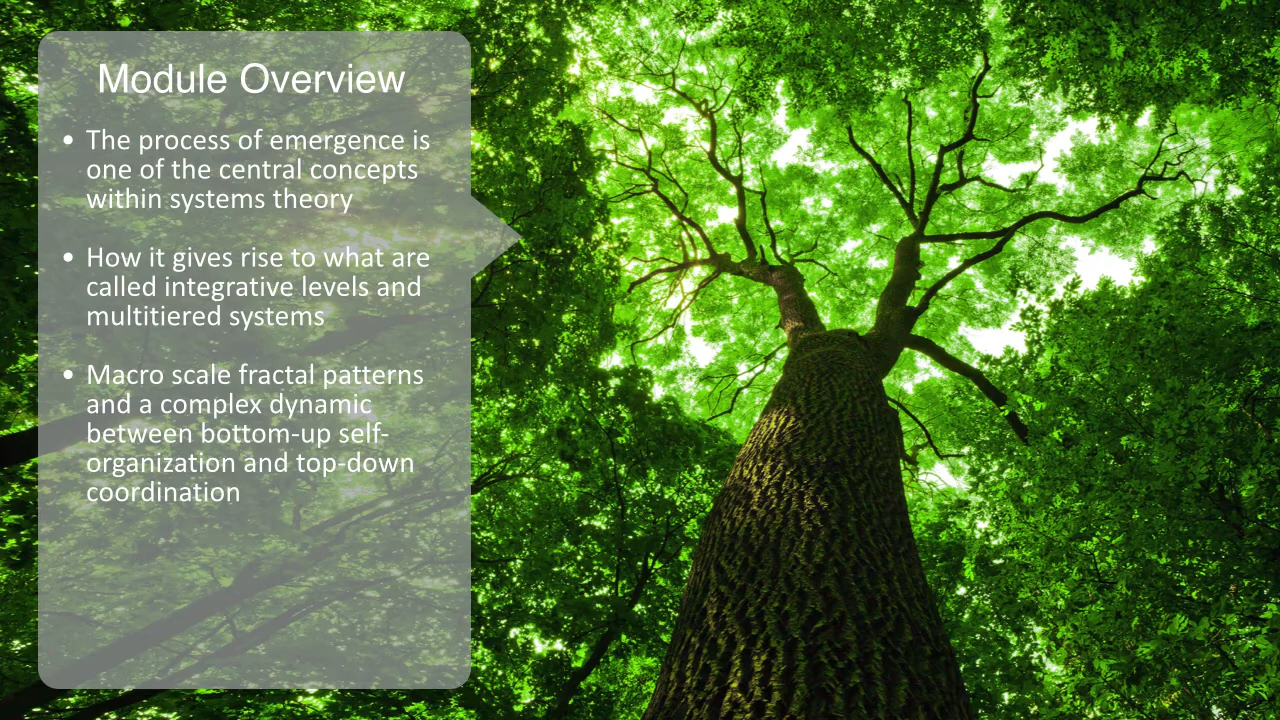 Module Overview
• The process of emergence is
one of the central concepts
within systems theory
• How it gives rise to what are
called integrative levels and
multitiered systems
• Macro scale fractal patterns
and a complex dynamic
between bottom-up self-
organization and top-down
coordination